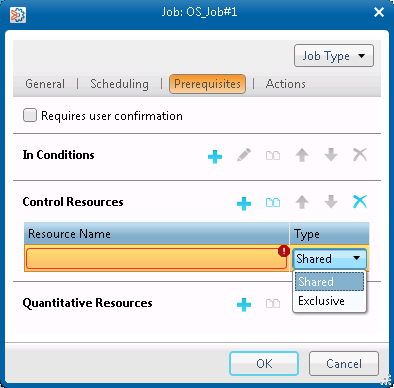 Job: OS_Job#1
Job Type
General | Scheduling | Prerequisites | Actions
Requires user confirmation
In Conditions
Control Resources
Resource Name Type
Shared
Shared
Exclusive
Quantitative Resources
OK Cancel